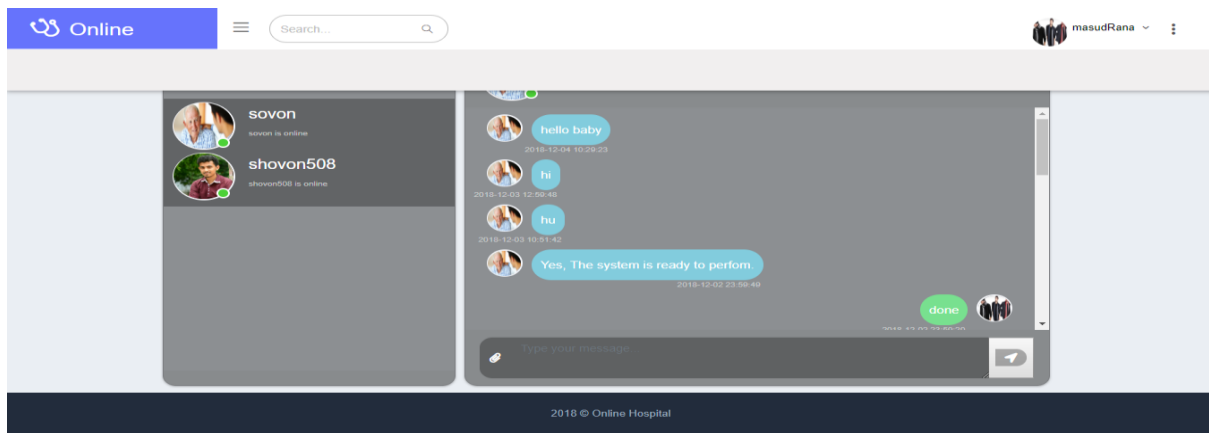 Online
Search...
masudRana
sovon
sovon is online
shovon508
shovon508 is online
hello baby
2018-12-04 10:29:23
hi
2018-12-03 12:59:46
hu
2018-12-03 10:51:42
Yes, The system is ready to perfom.
2018-12-02 23:59:49
done
Type your message
2018 © Online Hospital